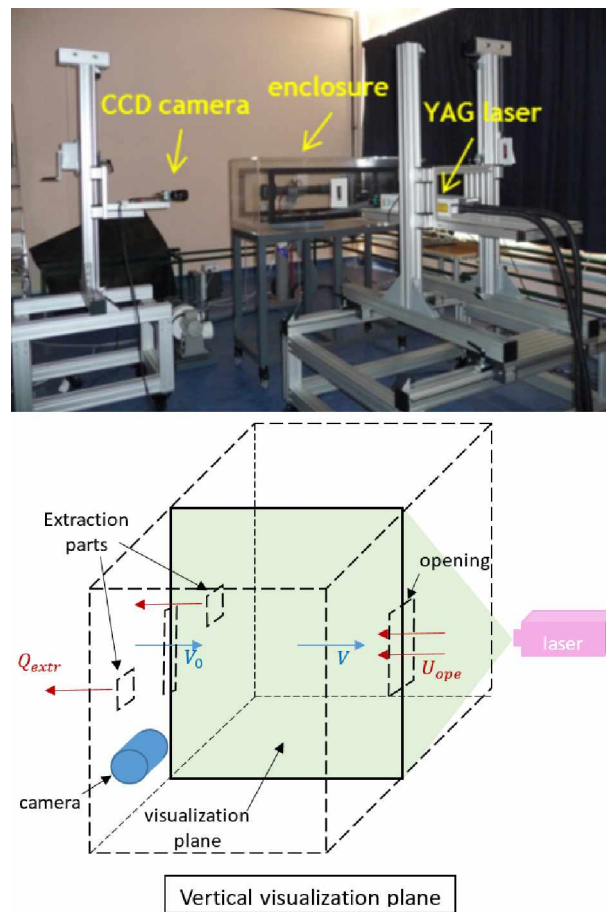 CCD camera
enclosure
YAG laser
Extraction
parts
opening
laser
Q_extr
V_0
V
U_ope
camera
visualization
plane
Vertical visualization plane